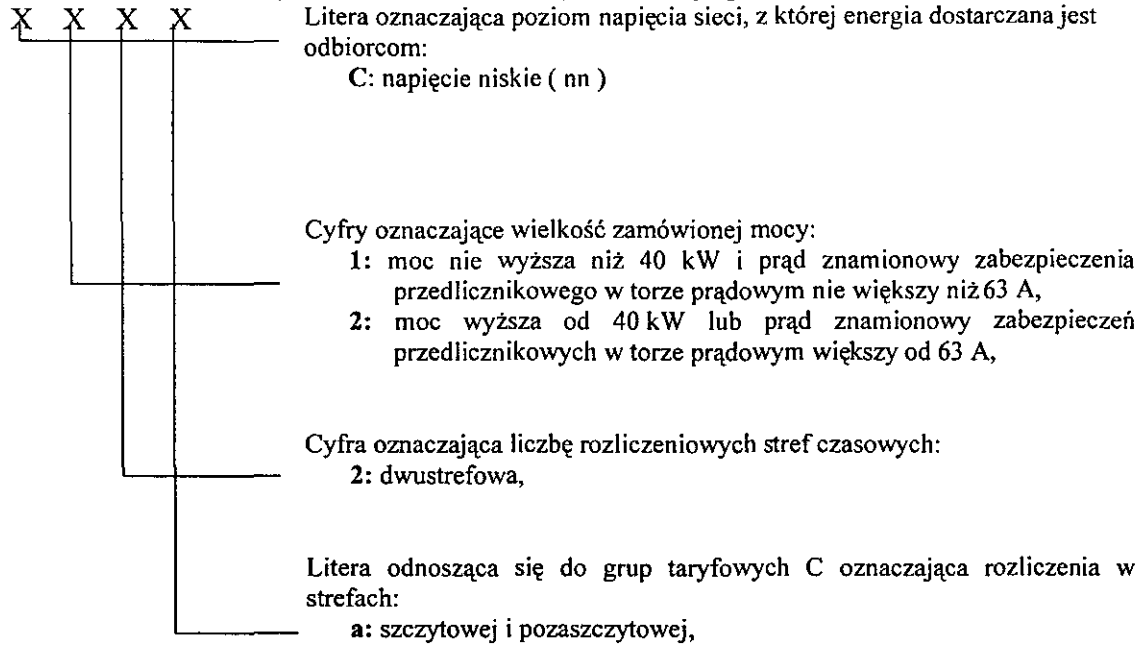 X X X X
Litera oznaczająca poziom napięcia sieci, z której energia dostarczana jest
odbiorcom:
C: napięcie niskie ( nn )
Cyfry oznaczające wielkość zamówionej mocy:
1: moc nie wyższa niż 40 kW i prąd znamionowy zabezpieczenia
przedlicznikowego w torze prądowym nie większy niż 63 A,
2: moc wyższa od 40 kW lub prąd znamionowy zabezpieczeń
przedlicznikowych w torze prądowym większy od 63 A,
Cyfra oznaczająca liczbę rozliczeniowych stref czasowych:
2: dwustrefowa,
Litera odnosząca się do grup taryfowych C oznaczająca rozliczenia w
strefach:
a: szczytowej i pozaszczytowej,